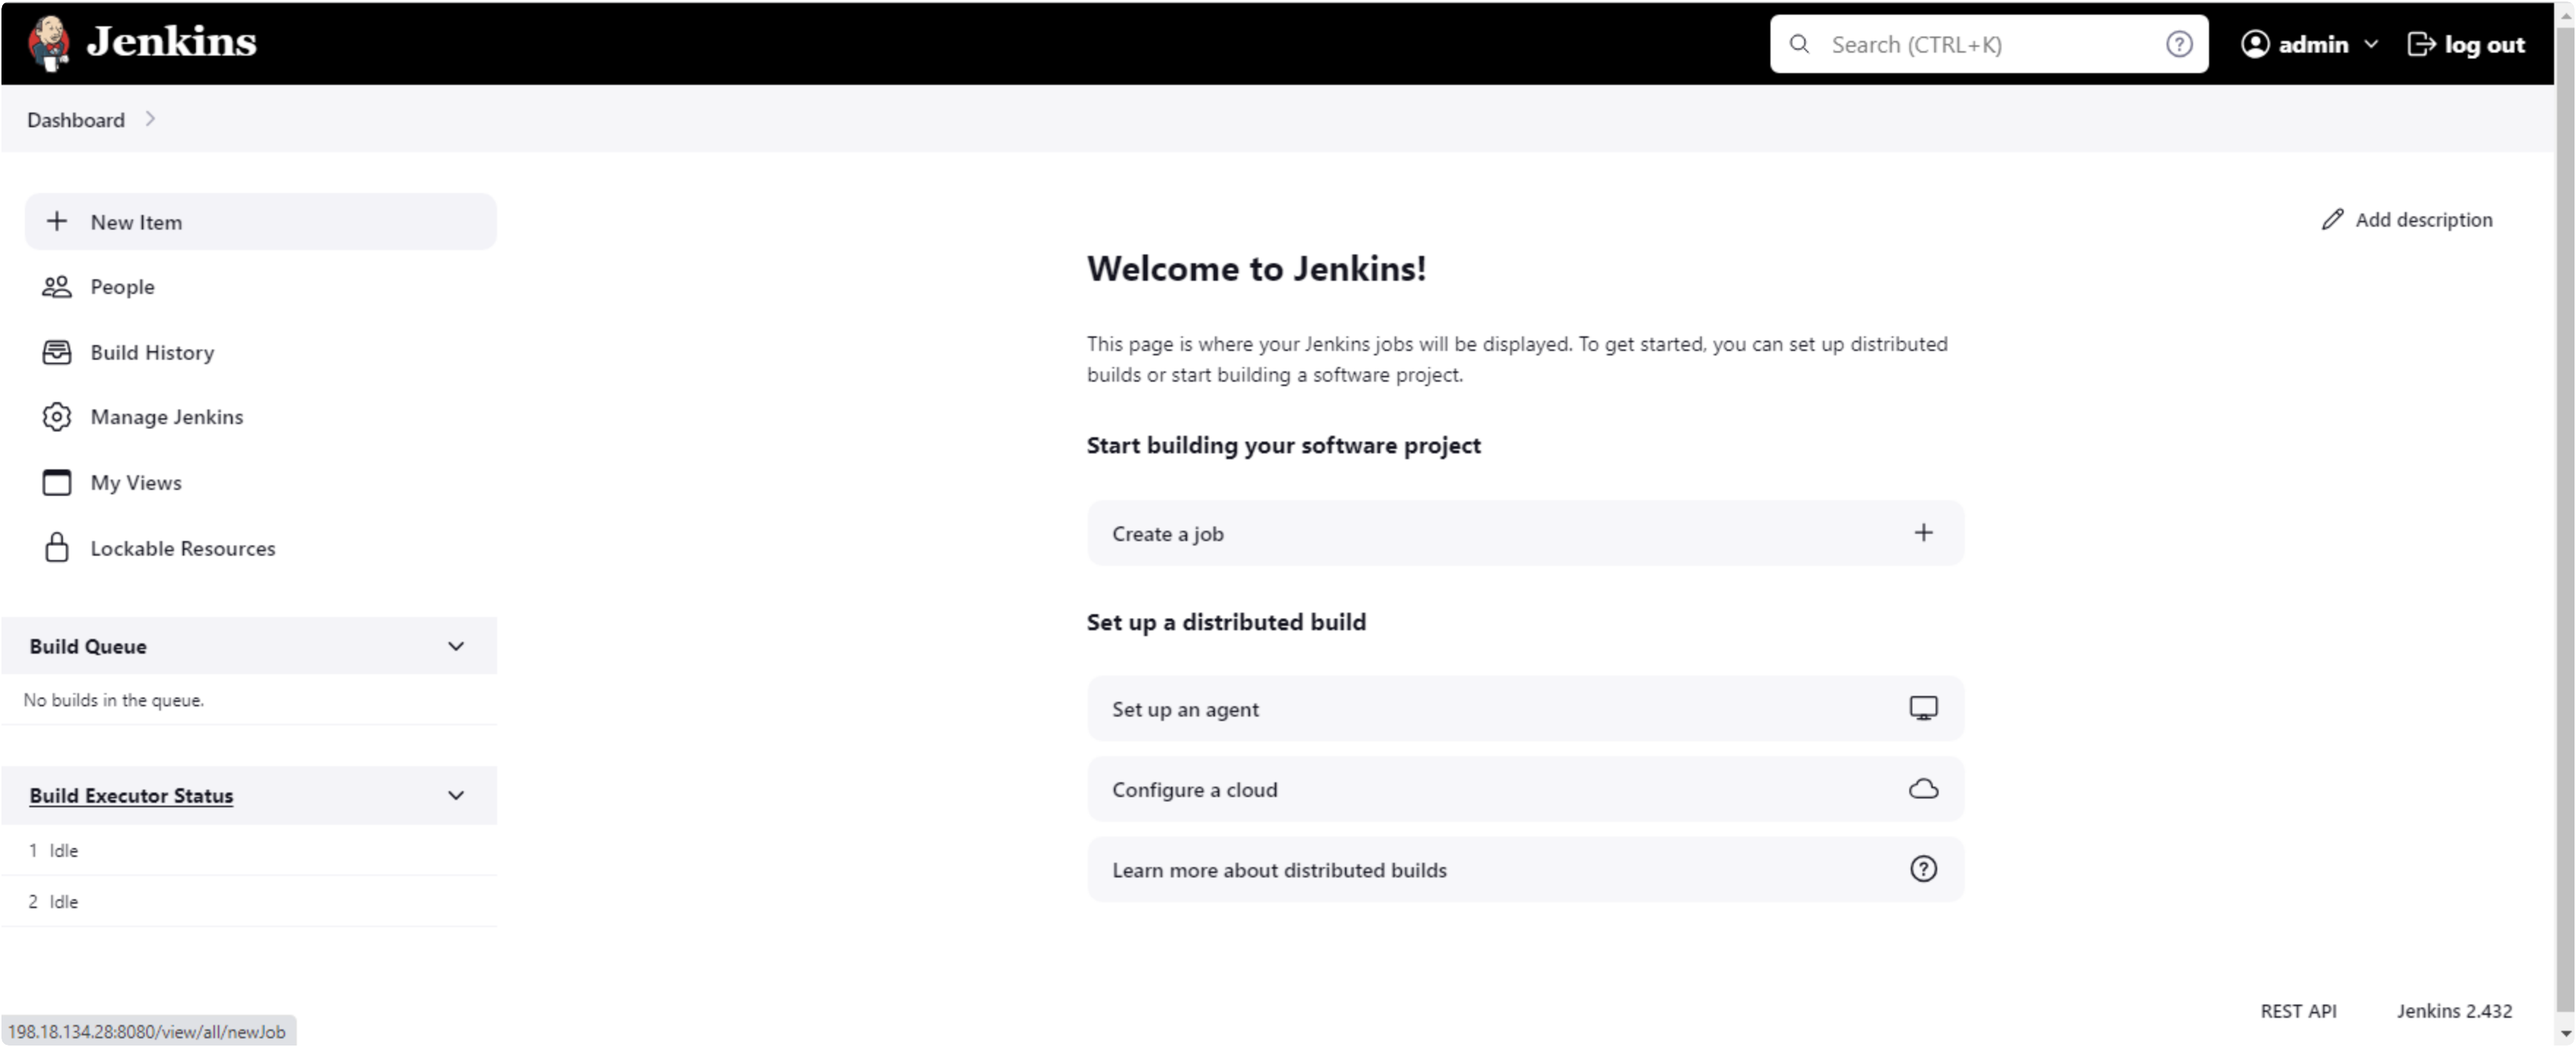 Jenkins
Search (CTRL+K)
admin
log out
Dashboard
New Item
People
Build History
Manage Jenkins
My Views
Lockable Resources
Build Queue
No builds in the queue.
Build Executor Status
1 Idle
2 Idle
Add description
Welcome to Jenkins!
This page is where your Jenkins jobs will be displayed. To get started, you can set up distributed
builds or start building a software project.
Start building your software project
Create a job
Set up a distributed build
Set up an agent
Configure a cloud
Learn more about distributed builds
REST API
Jenkins 2.432
198.18.134.28:8080/view/all/newJob